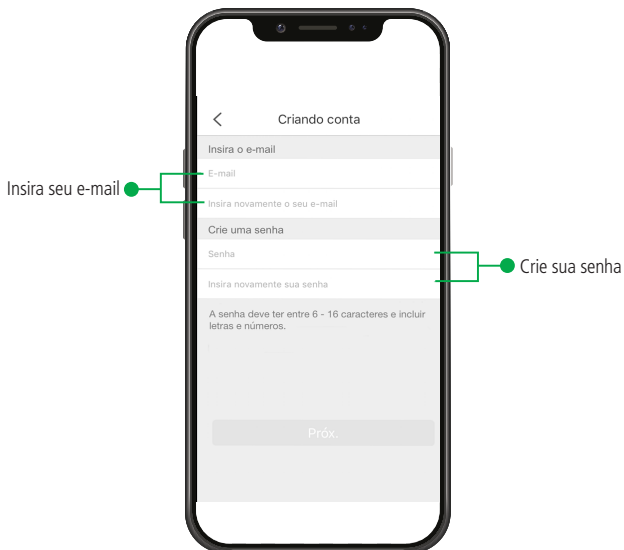 Criando conta
Insira o e-mail
E-mail
Insira seu e-mail
Insira novamente o seu e-mail
Crie uma senha
Senha
Crie sua senha
Insira novamente sua senha
A senha deve ter entre 6 - 16 caracteres e incluir
letras e números.
Próx.